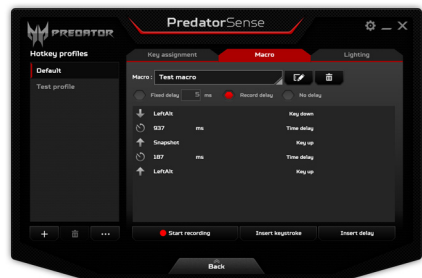 PREDATOR
PredatorSense
Hotkey profiles
Key assignment Macro Lighting
Default
Test profile
Macro : Test macro
Fixed delay 5 ms Record delay No delay
LeftAlt Key down
937 ms Time delay
Snapshot Key up
187 ms Time delay
LeftAlt Key up
Start recording Insert keystroke Insert delay
Back